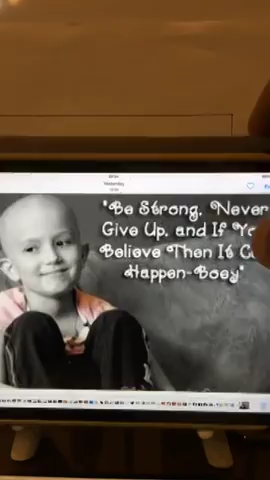 "Be Strong. Never
Give Up. and If
Believe Then It
Happen-Boey"